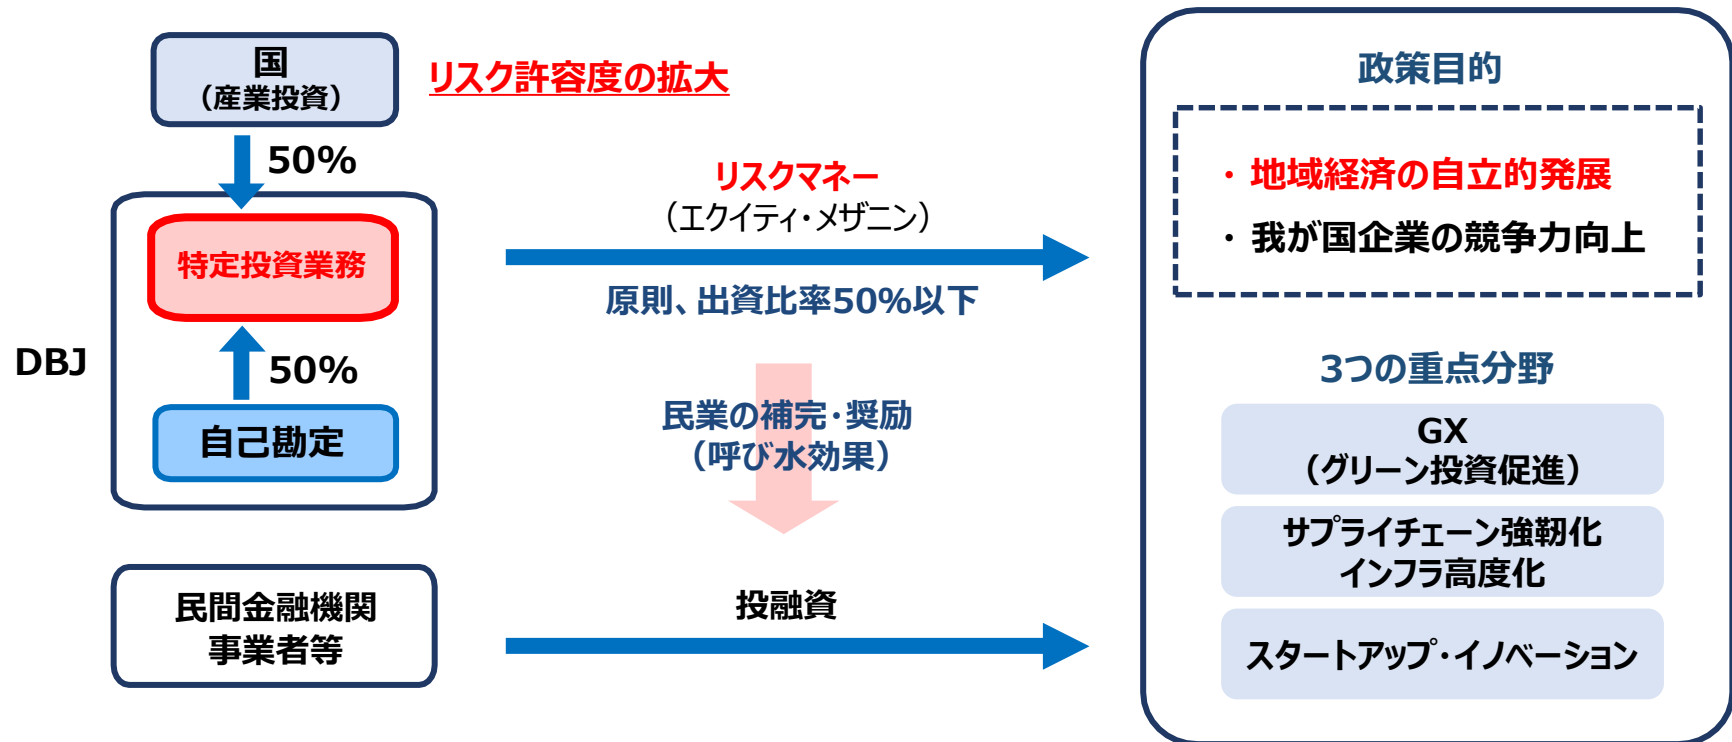 国
（産業投資）
リスク許容度の拡大
50%
特定投資業務
DBJ
50%
自己勘定
民間金融機関
事業者等
リスクマネー
（エクイティ・メザニン）
原則、出資比率50%以下
民業の補完・奨励
（呼び水効果）
投融資
政策目的
・ 地域経済の自立的発展
・ 我が国企業の競争力向上
3つの重点分野
GX
（グリーン投資促進）
サプライチェーン強靭化
インフラ高度化
スタートアップ・イノベーション